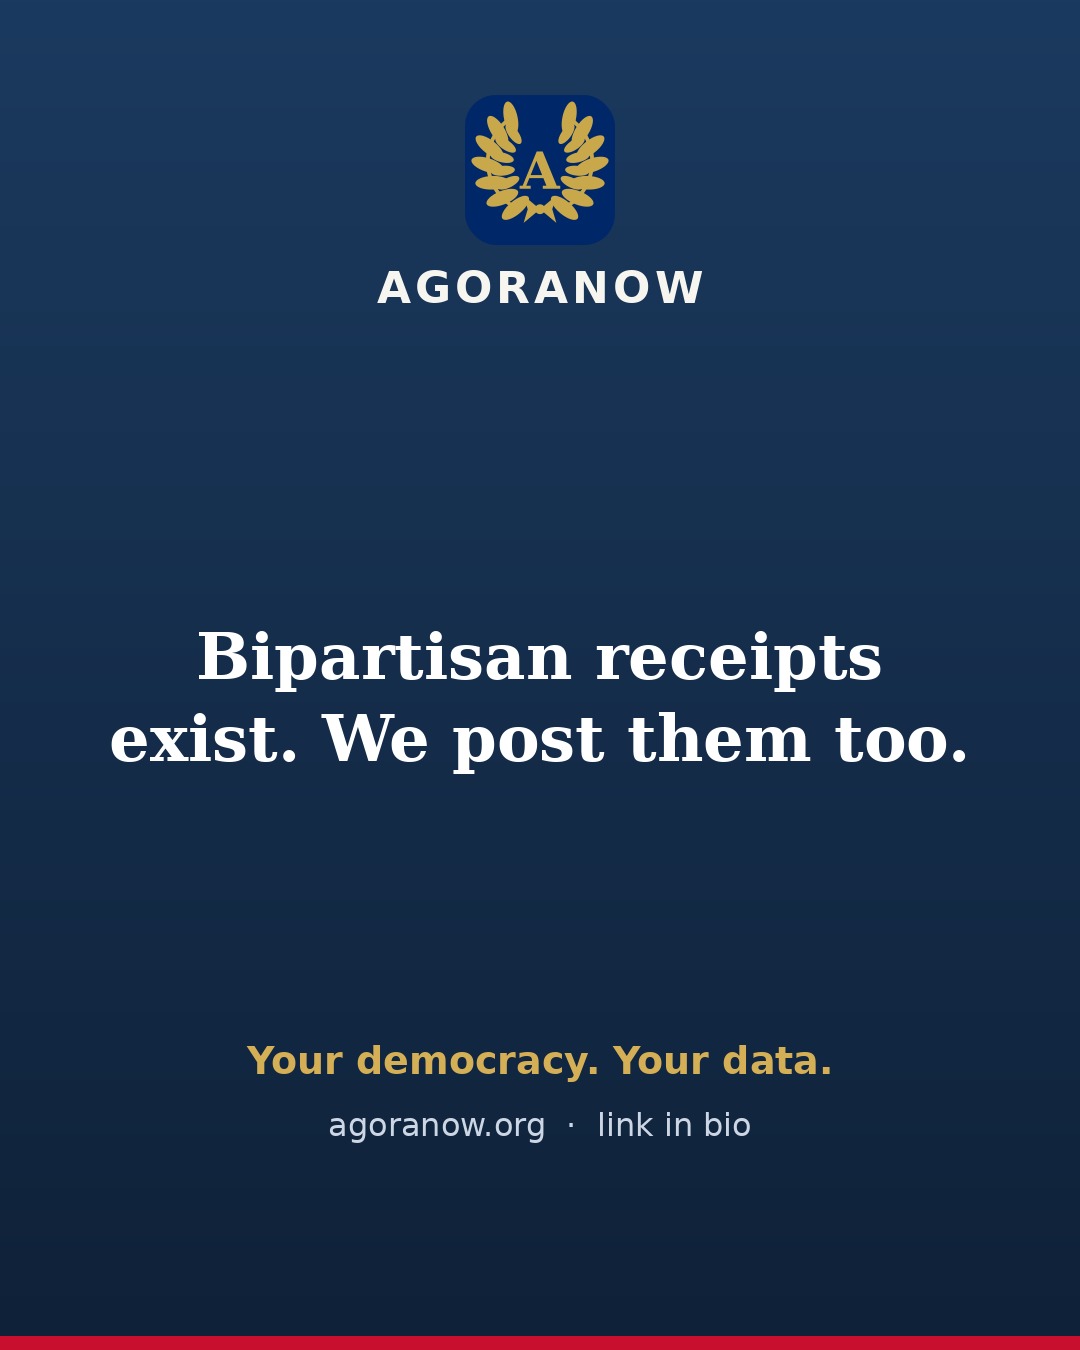 A
AGORANOW
Bipartisan receipts
exist. We post them too.
Your democracy. Your data.
agoranow.org · link in bio